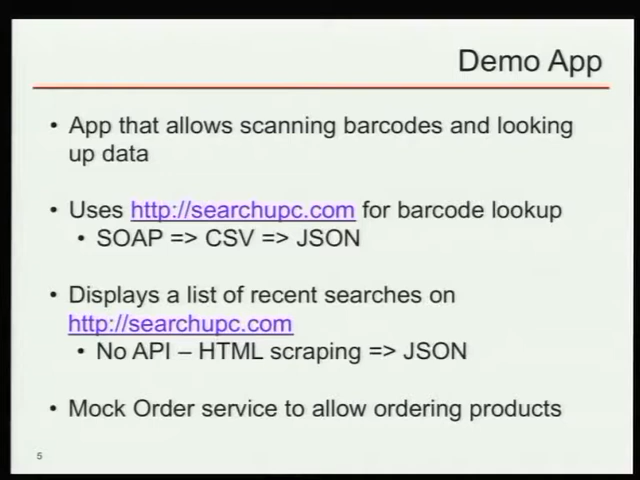 Demo App
• App that allows scanning barcodes and looking
up data
• Uses http://searchupc.com for barcode lookup
• SOAP => CSV => JSON
• Displays a list of recent searches on
http://searchupc.com
• No API – HTML scraping => JSON
• Mock Order service to allow ordering products
5